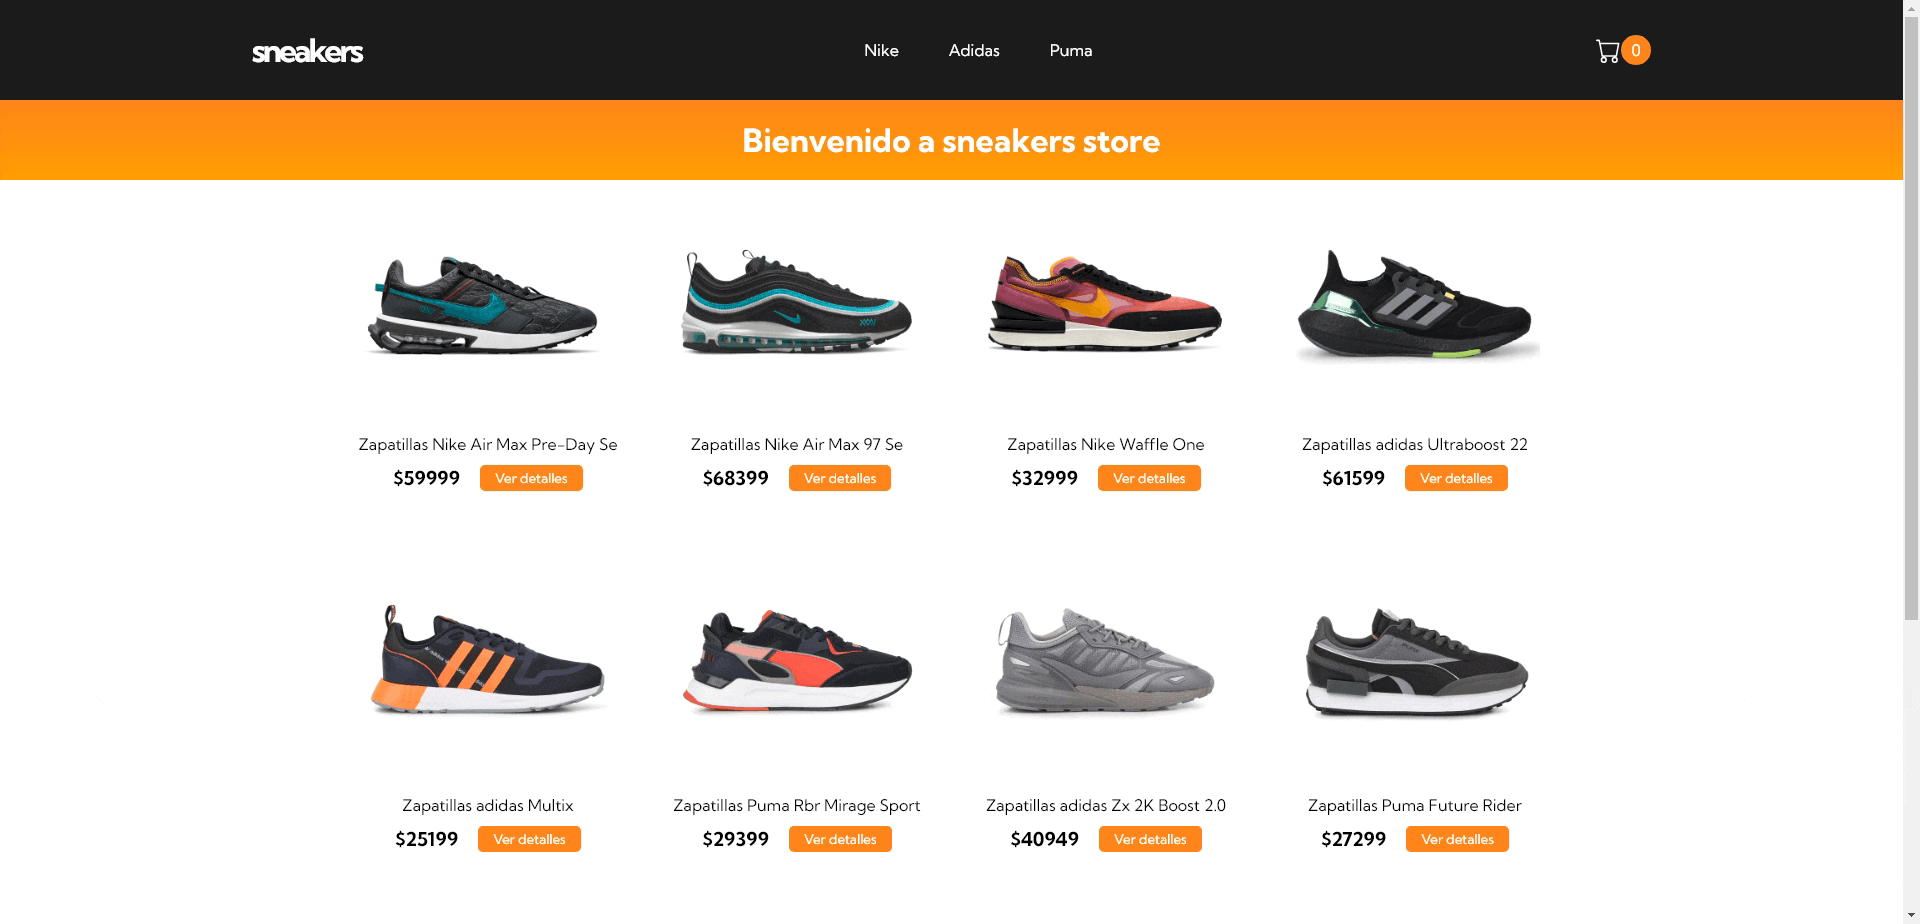 sneakers
Nike Adidas Puma
0
Bienvenido a sneakers store
Zapatillas Nike Air Max Pre-Day Se
$59999 Ver detalles
Zapatillas Nike Air Max 97 Se
$68399 Ver detalles
Zapatillas Nike Waffle One
$32999 Ver detalles
Zapatillas adidas Ultraboost 22
$61599 Ver detalles
Zapatillas adidas Multix
$25199 Ver detalles
Zapatillas Puma Rbr Mirage Sport
$29399 Ver detalles
Zapatillas adidas Zx 2K Boost 2.0
$40949 Ver detalles
Zapatillas Puma Future Rider
$27299 Ver detalles